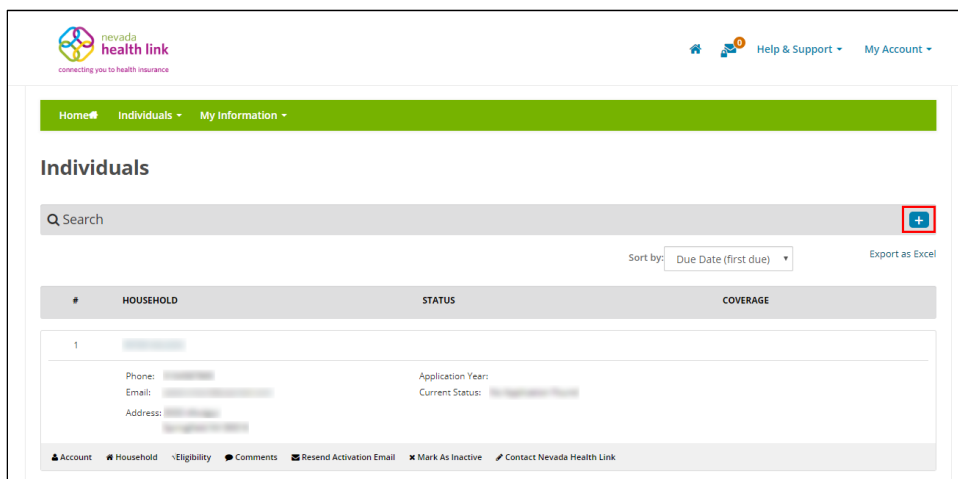 nevada
health link
connecting you to health insurance
0
Help & Support
My Account
Home
Individuals
My Information
Individuals
Search
+
Sort by: Due Date (first due)
Export as Excel
# HOUSEHOLD STATUS COVERAGE
1
Phone: Application Year:
Email: Current Status:
Address:
Account Household \Eligibility Comments Resend Activation Email Mark As Inactive Contact Nevada Health Link